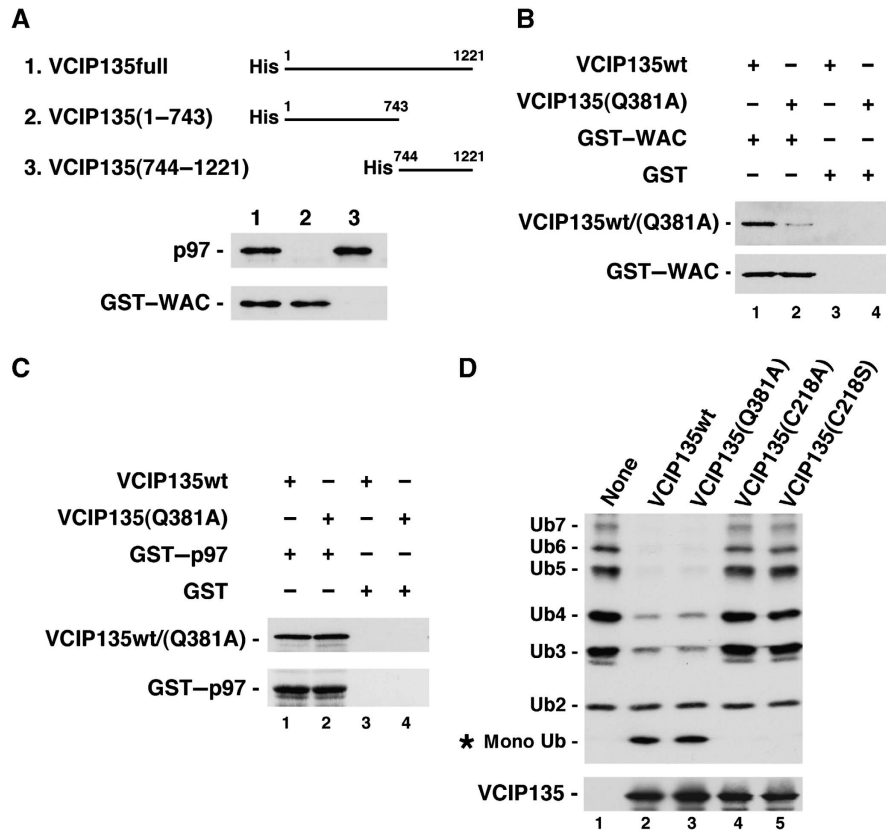 A
1. VCIP135full His 1 1221
2. VCIP135(1–743) His 1 743
3. VCIP135(744–1221) His 744 1221
1 2 3
p97 -
GST–WAC -
B
VCIP135wt + – + –
VCIP135(Q381A) – + – +
GST–WAC + + – –
GST – – + +
VCIP135wt/(Q381A) -
GST–WAC -
1 2 3 4
C
VCIP135wt + – + –
VCIP135(Q381A) – + – +
GST–p97 + + – –
GST – – + +
VCIP135wt/(Q381A) -
GST–p97 -
1 2 3 4
D
None VCIP135wt VCIP135(Q381A) VCIP135(C218A) VCIP135(C218S)
Ub7 -
Ub6 -
Ub5 -
Ub4 -
Ub3 -
Ub2 -
* Mono Ub -
VCIP135 -
1 2 3 4 5